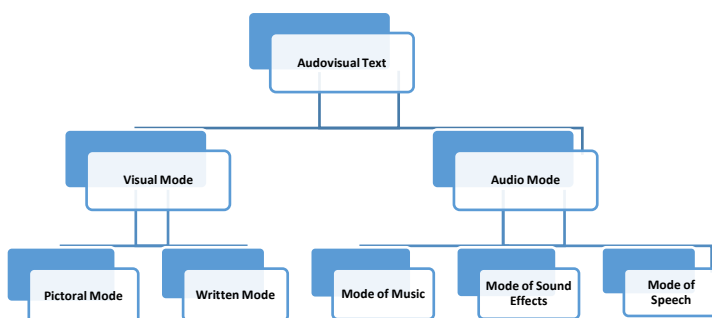 Audovisual Text
Visual Mode
Audio Mode
Pictoral Mode
Written Mode
Mode of Music
Mode of Sound
Effects
Mode of
Speech